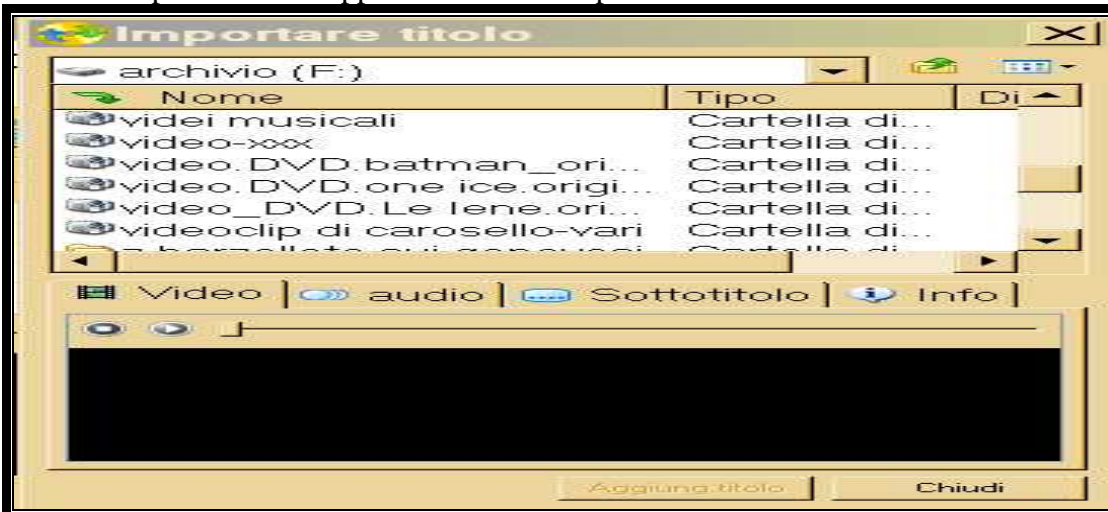 Importare titolo
archivio (F:)
Nome Tipo Di
videi musicali Cartella di...
video-xxx Cartella di...
video.DVD.batman_ori... Cartella di...
video.DVD.one ice.origi... Cartella di...
video_DVD.Le Iene.ori... Cartella di...
videoclip di carosello-vari Cartella di...
Video audio Sottotitolo Info
Aggiung.titolo Chiudi